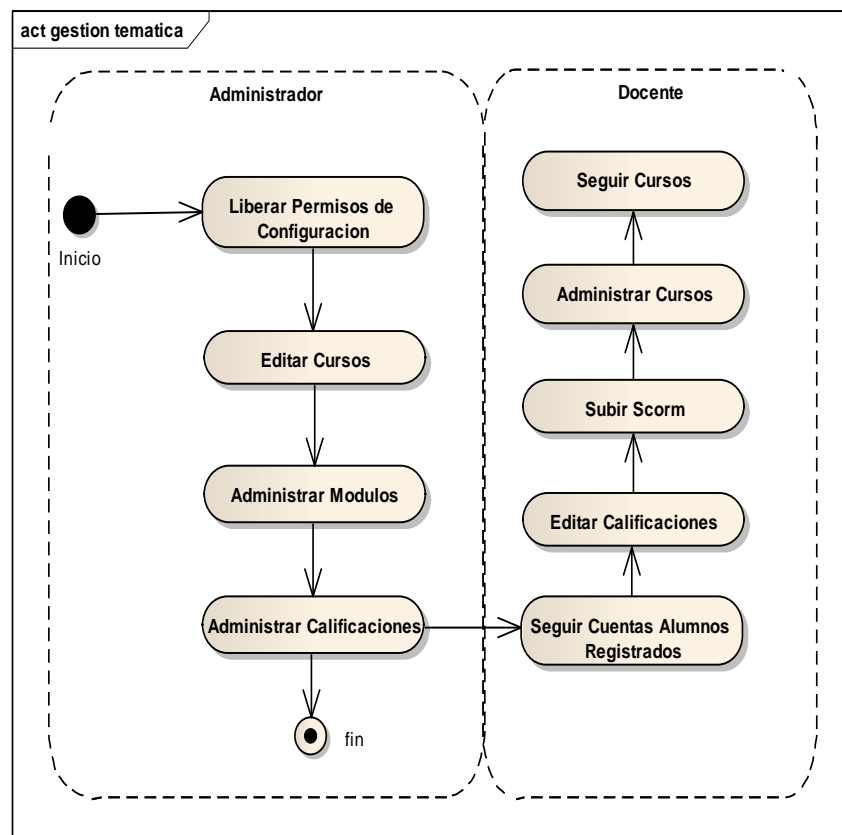 act gestion tematica
Administrador
Inicio
Liberar Permisos de
Configuracion
Editar Cursos
Administrar Modulos
Administrar Calificaciones
fin
Docente
Seguir Cursos
Administrar Cursos
Subir Scorm
Editar Calificaciones
Seguir Cuentas Alumnos
Registrados